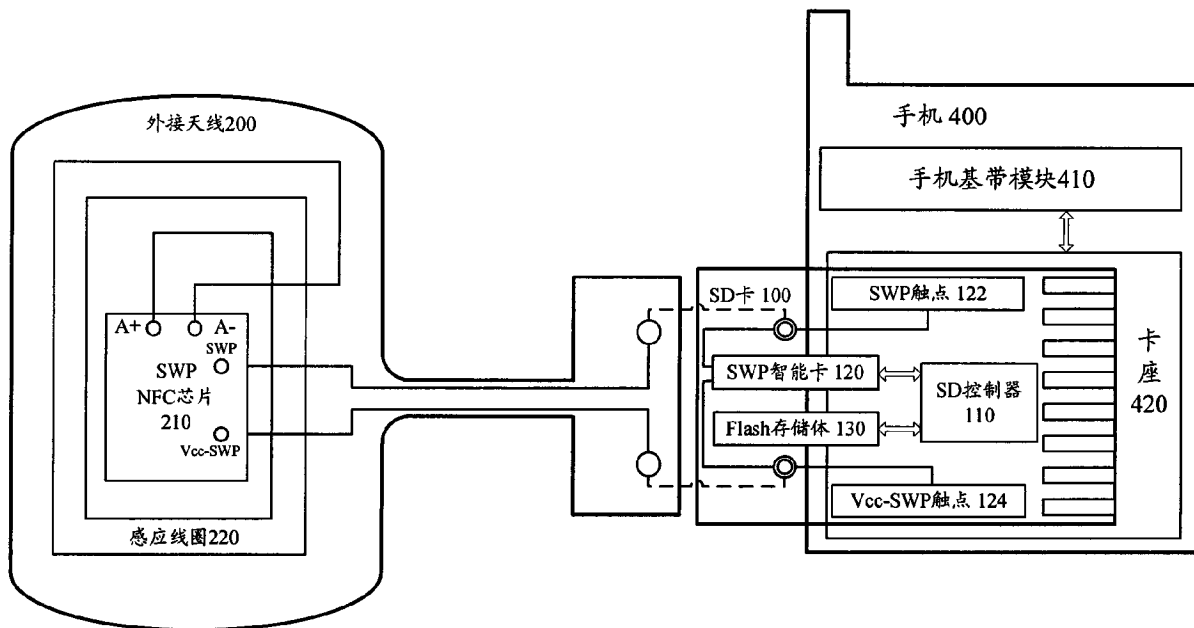 外接天线200
A+
A-
SWP
SWP
NFC芯片
210
Vcc-SWP
感应线圈220
手机 400
手机基带模块410
SD卡 100
SWP触点 122
SWP智能卡 120
SD控制器
110
Flash存储体 130
Vcc-SWP触点 124
卡
座
420